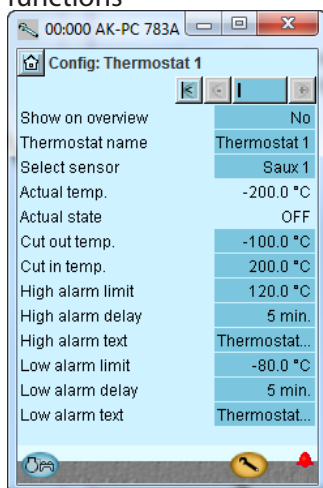 functions
00:000 AK-PC 783A
Config: Thermostat 1
Show on overview No
Thermostat name Thermostat 1
Select sensor Saux 1
Actual temp. -200.0 °C
Actual state OFF
Cut out temp. -100.0 °C
Cut in temp. 200.0 °C
High alarm limit 120.0 °C
High alarm delay 5 min.
High alarm text Thermostat...
Low alarm limit -80.0 °C
Low alarm delay 5 min.
Low alarm text Thermostat...